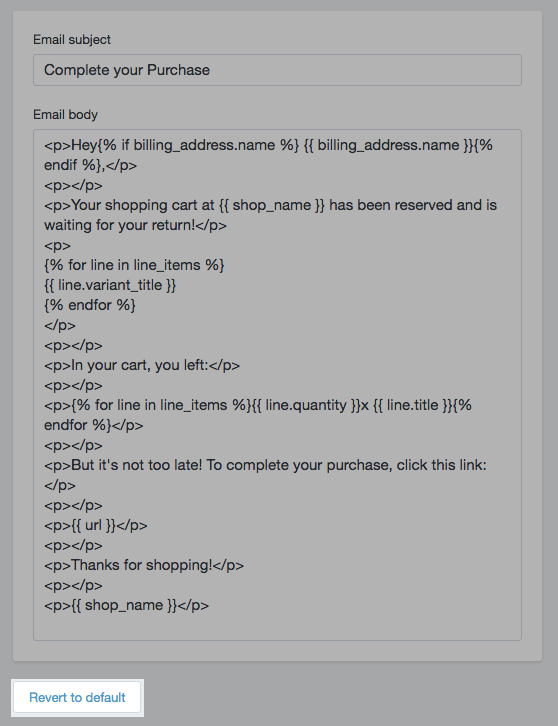 Email subject
Complete your Purchase
Email body
<p>Hey{% if billing_address.name %} {{ billing_address.name }}{%
endif %},</p>
<p></p>
<p>Your shopping cart at {{ shop_name }} has been reserved and is
waiting for your return!</p>
<p>
{% for line in line_items %}
{{ line.variant_title }}
{% endfor %}
</p>
<p></p>
<p>In your cart, you left:</p>
<p></p>
<p>{% for line in line_items %}{{ line.quantity }}x {{ line.title }}{%
endfor %}</p>
<p></p>
<p>But it's not too late! To complete your purchase, click this link:
</p>
<p></p>
<p>{{ url }}</p>
<p></p>
<p>Thanks for shopping!</p>
<p></p>
<p>{{ shop_name }}</p>
Revert to default